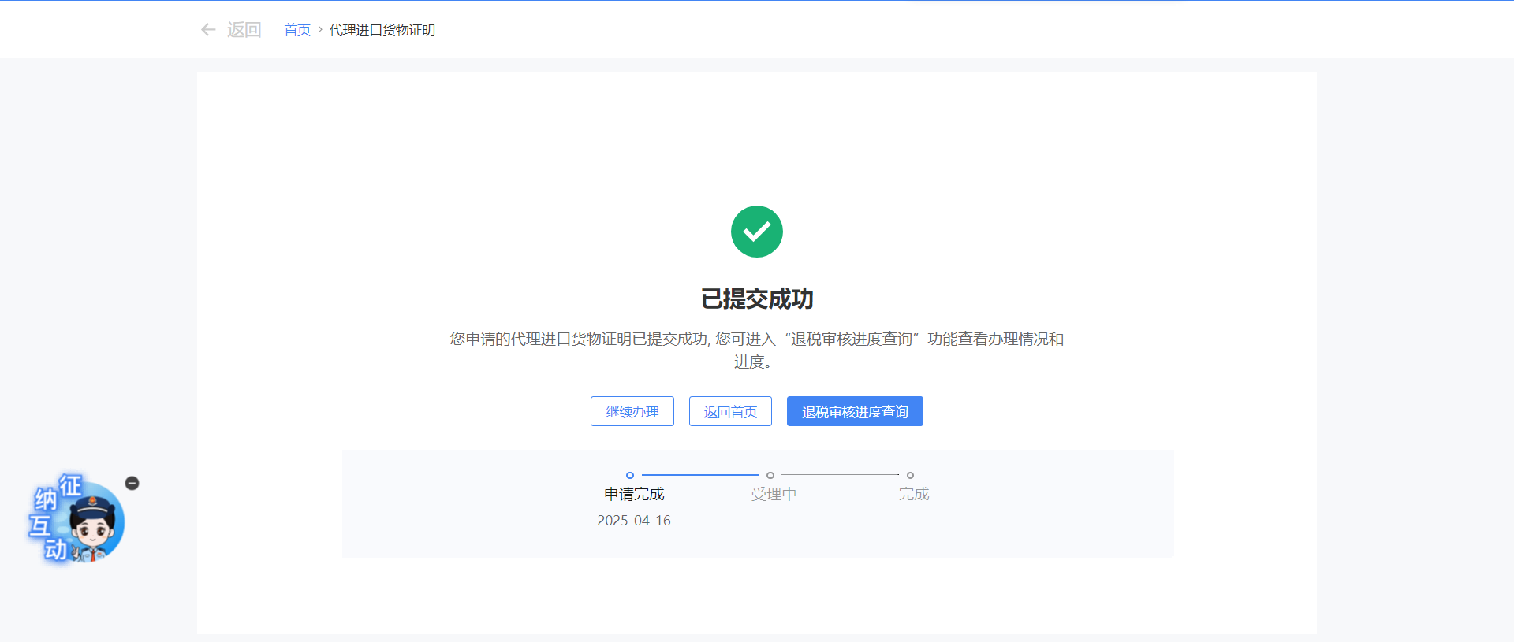 返回 首页 > 代理进口货物证明
已提交成功
您申请的代理进口货物证明已提交成功, 您可进入“退税审核进度查询”功能查看办理情况和
进度。
继续办理 返回首页 退税审核进度查询
申请完成 受理中 完成
2025-04-16
征纳互动